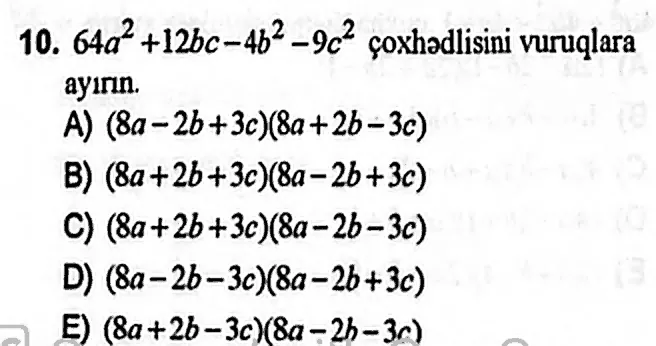 10. 64a² +12bc−4b² −9c² çoxhədlisini vuruqlara
ayırın.
A) (8a−2b+3c)(8a+2b−3c)
B) (8a+2b+3c)(8a−2b+3c)
C) (8a+2b+3c)(8a−2b−3c)
D) (8a−2b−3c)(8a−2b+3c)
E) (8a+2b−3c)(8a−2b−3c)